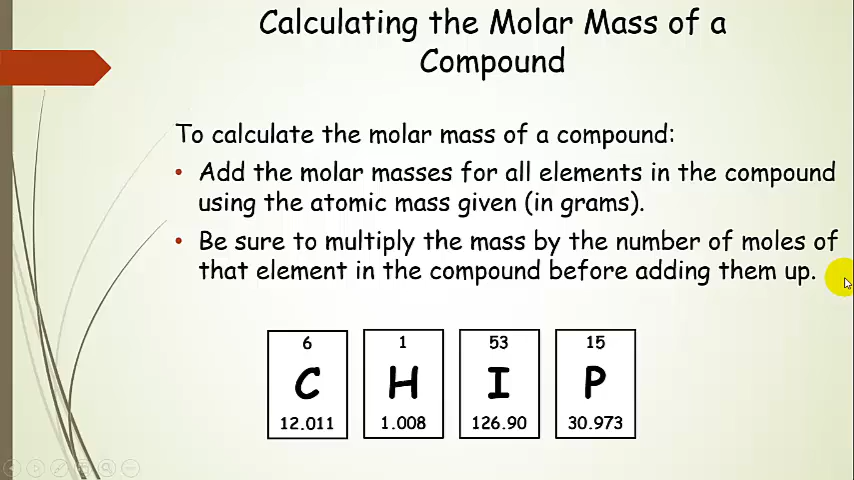 Calculating the Molar Mass of a
Compound
To calculate the molar mass of a compound:
• Add the molar masses for all elements in the compound
using the atomic mass given (in grams).
• Be sure to multiply the mass by the number of moles of
that element in the compound before adding them up.
6 1 53 15
C H I P
12.011 1.008 126.90 30.973